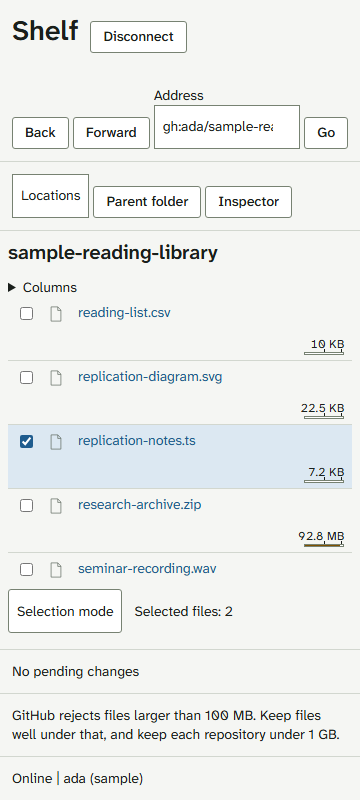 Shelf
Disconnect
Address
Back
Forward
gh:ada/sample-rea
Go
Locations
Parent folder
Inspector
sample-reading-library
Columns
reading-list.csv
10 KB
replication-diagram.svg
22.5 KB
replication-notes.ts
7.2 KB
research-archive.zip
92.8 MB
seminar-recording.wav
Selection mode
Selected files: 2
No pending changes
GitHub rejects files larger than 100 MB. Keep files
well under that, and keep each repository under 1 GB.
Online | ada (sample)